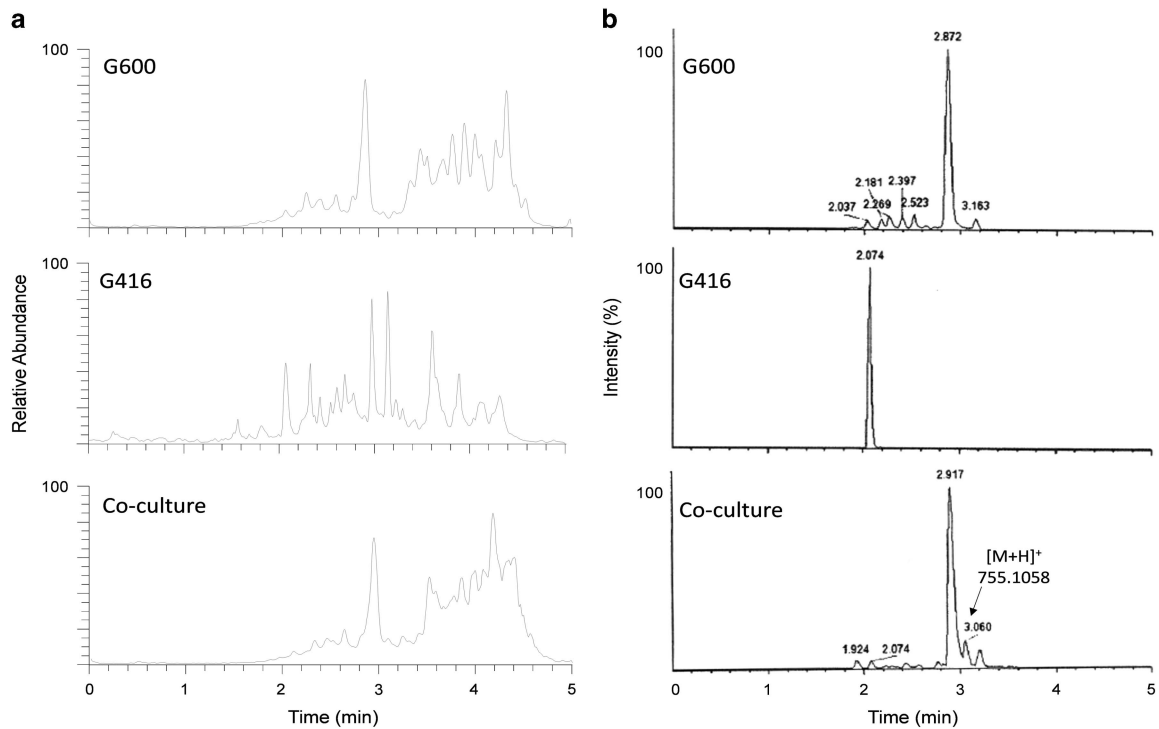 a
Relative Abundance
100
G600
100
G416
100
Co-culture
0 1 2 3 4 5
Time (min)
b
Intensity (%)
100
G600
2.872
2.181 2.397
2.037 2.269 2.523
3.163
100
G416
2.074
100
Co-culture
2.917
[M+H]+
755.1058
3.060
1.924 2.074
0 1 2 3 4 5
Time (min)